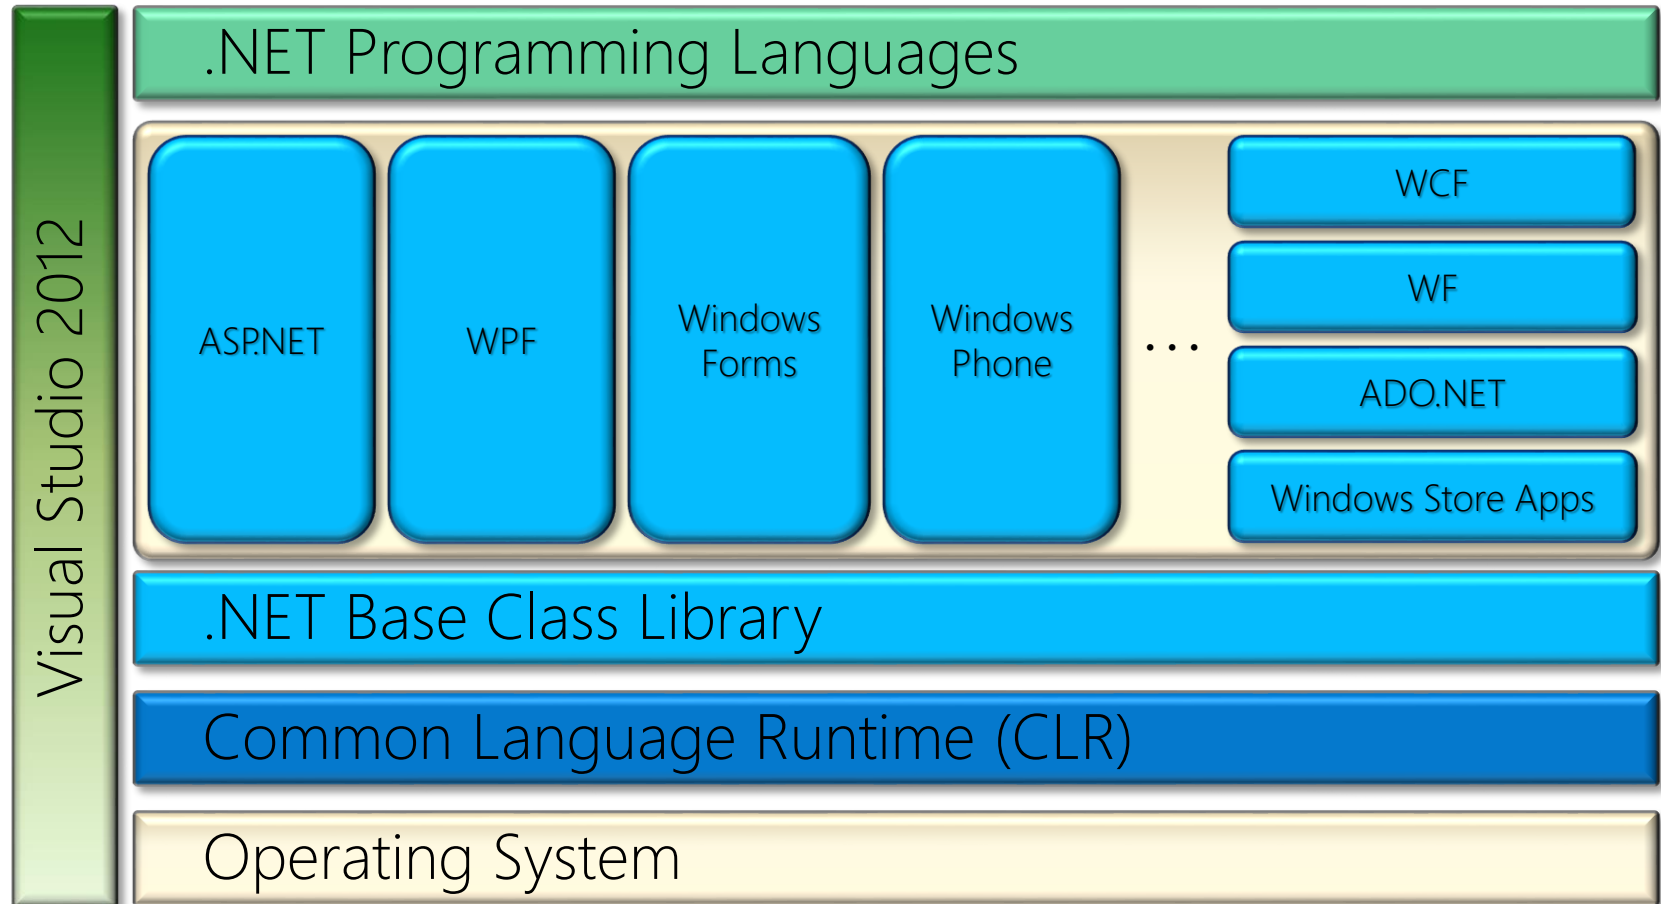 Visual Studio 2012
.NET Programming Languages
ASP.NET
WPF
Windows
Forms
Windows
Phone
...
WCF
WF
ADO.NET
Windows Store Apps
.NET Base Class Library
Common Language Runtime (CLR)
Operating System